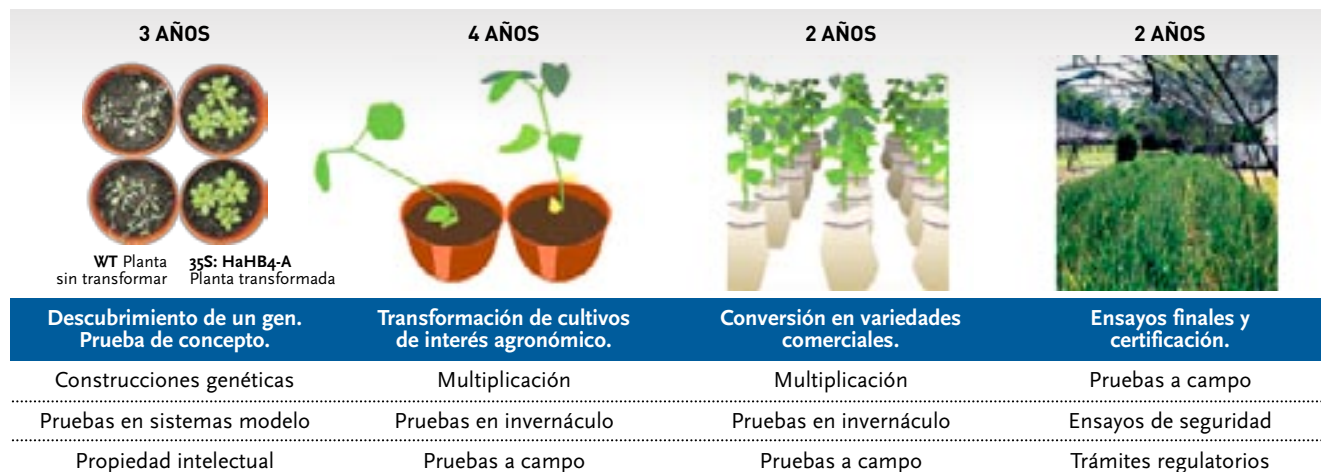 3 AÑOS
4 AÑOS
2 AÑOS
2 AÑOS
WT Planta
sin transformar
35S: HaHB4-A
Planta transformada
Descubrimiento de un gen.
Prueba de concepto.
Transformación de cultivos
de interés agronómico.
Conversión en variedades
comerciales.
Ensayos finales y
certificación.
Construcciones genéticas
Multiplicación
Multiplicación
Pruebas a campo
Pruebas en sistemas modelo
Pruebas en invernáculo
Pruebas en invernáculo
Ensayos de seguridad
Propiedad intelectual
Pruebas a campo
Pruebas a campo
Trámites regulatorios